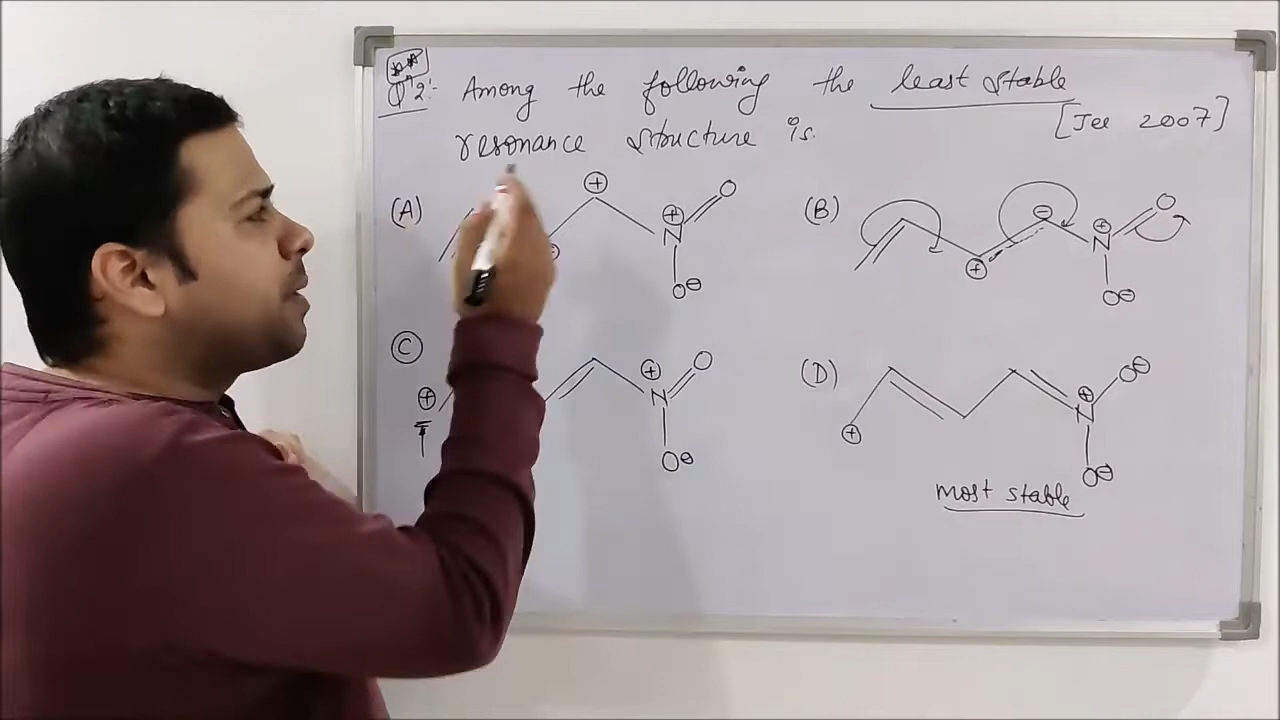 Q"2:- Among the following the least stable
resonance structure is.
[Jee 2007]
(A)
⊕
⊕
N
O
O⊖
(B)
⊕
⊖
⊕
N
O
O⊖
(C)
⊕
⊕
N
O
O⊖
(D)
⊕
⊕
N
O⊖
O⊖
most stable